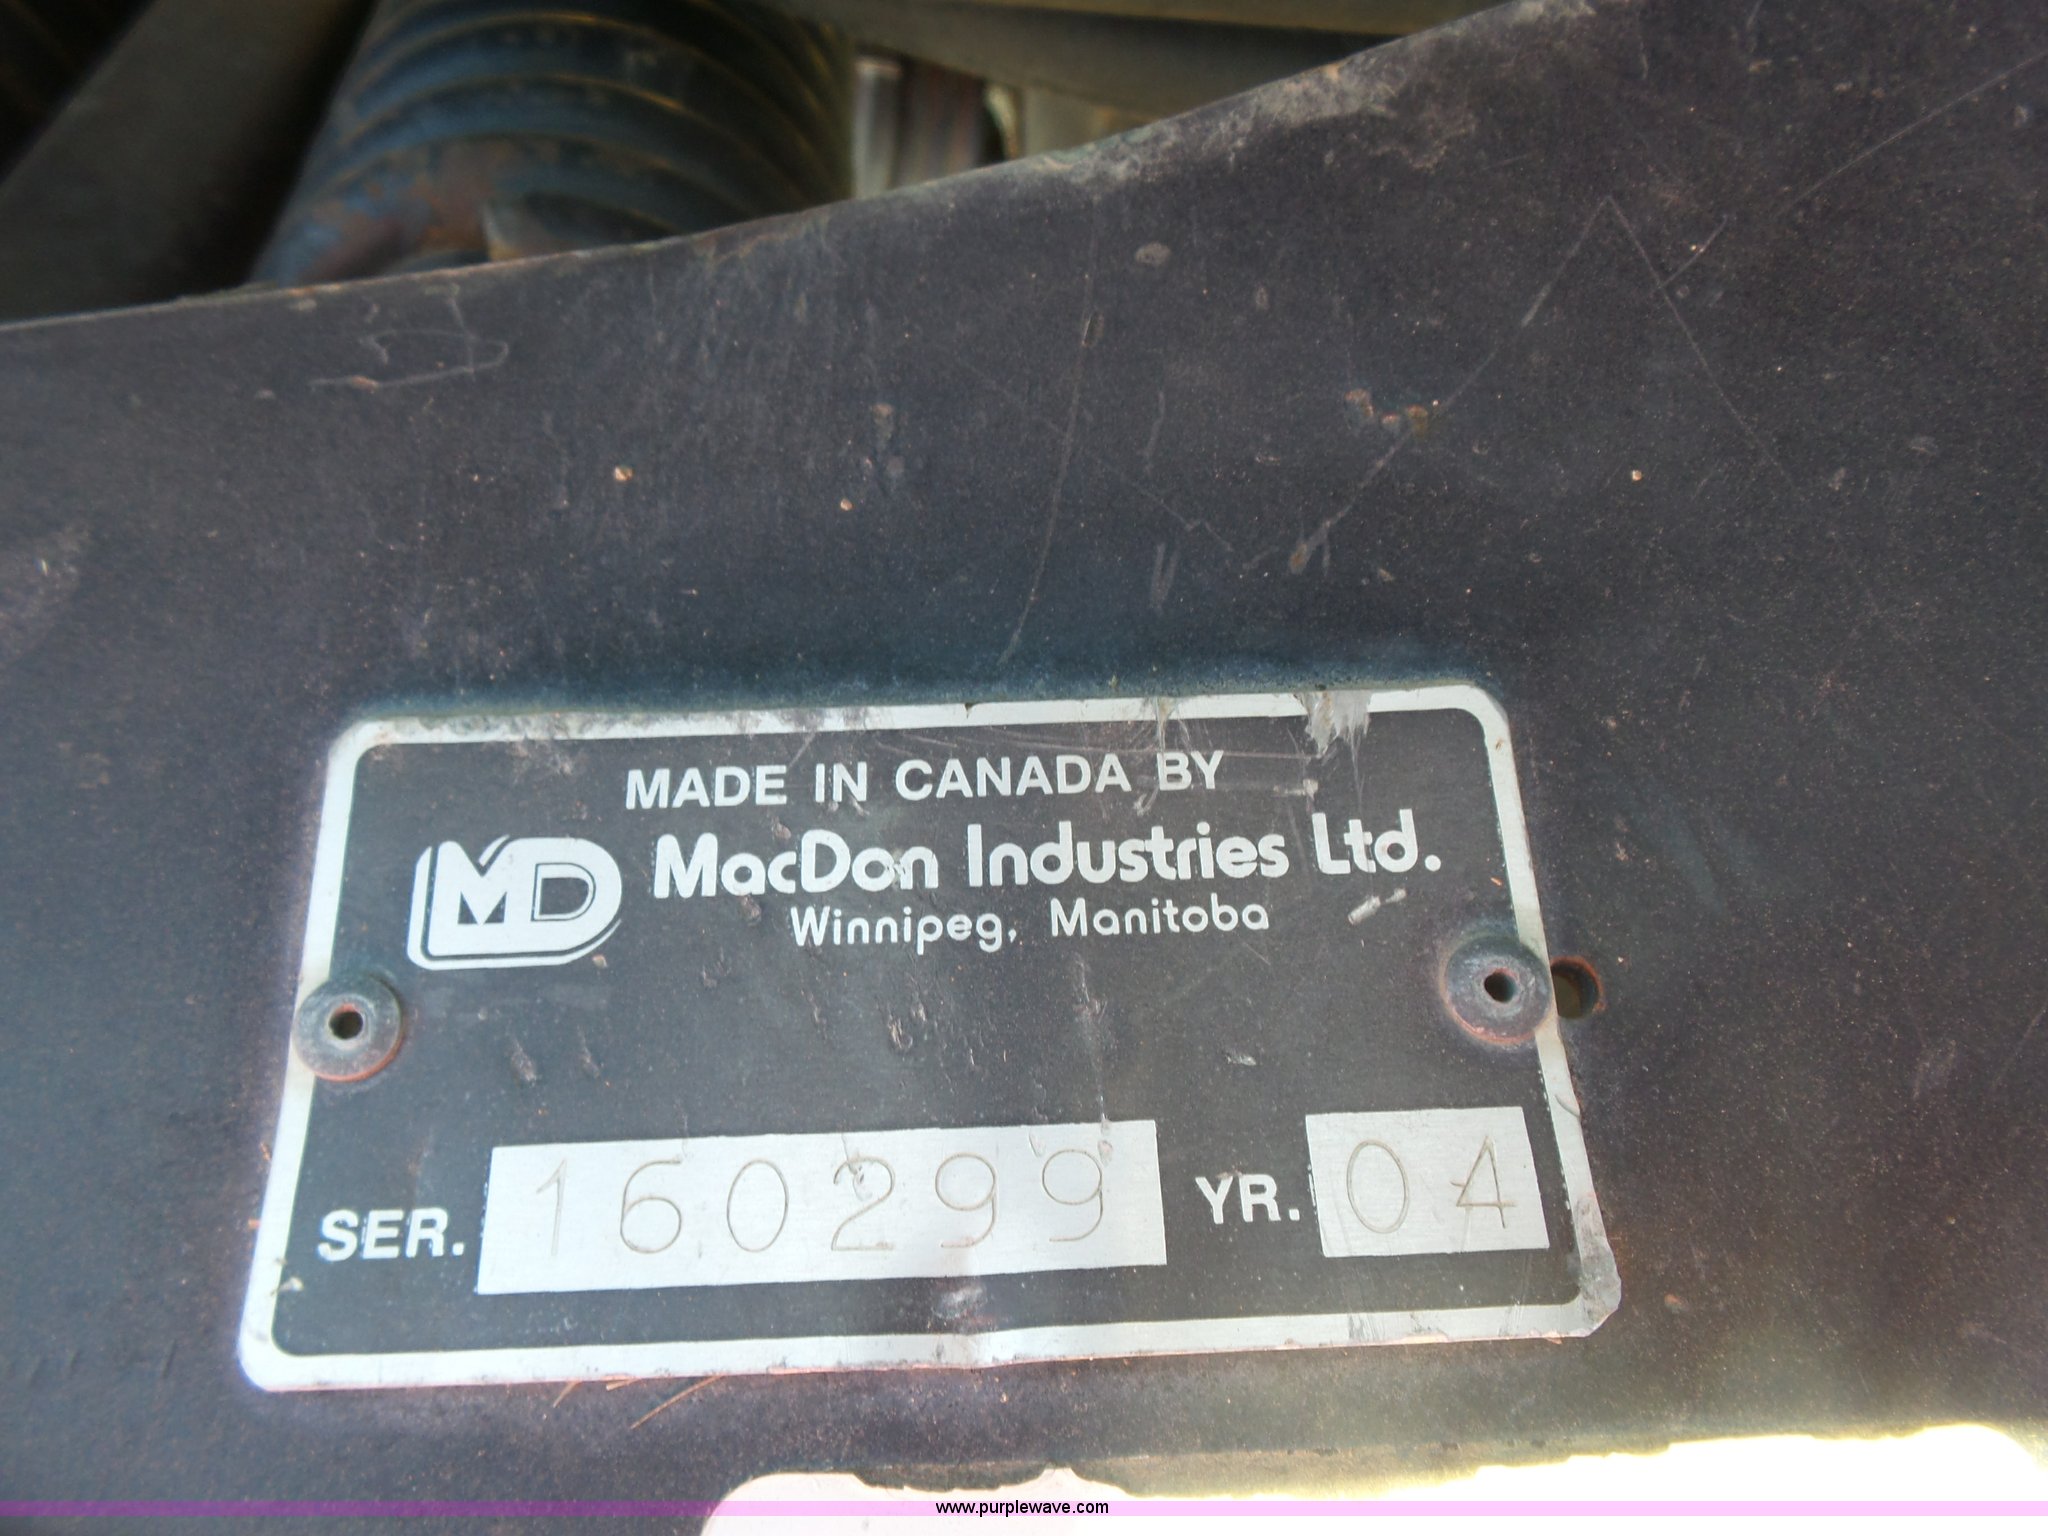 MADE IN CANADA BY
MD MacDon Industries Ltd.
Winnipeg, Manitoba
SER. 160299 YR. 04
www.purplewave.com